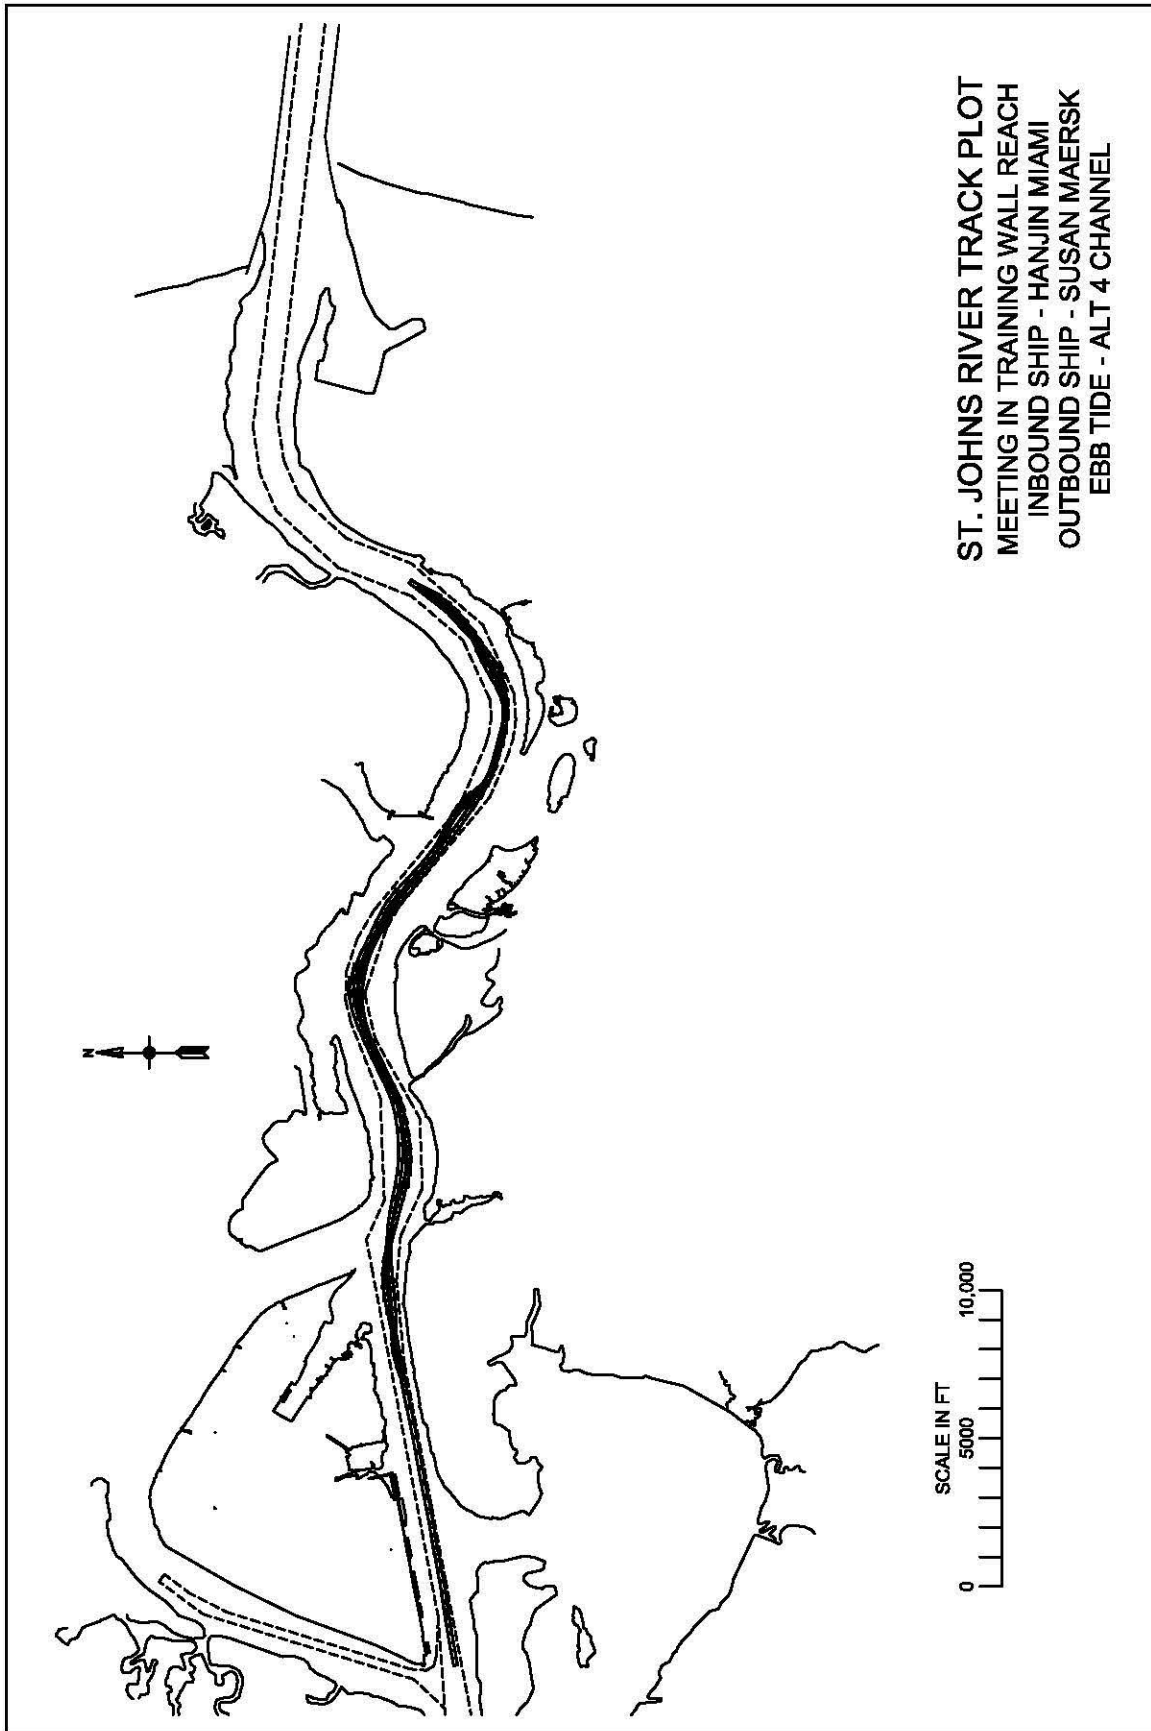 ST. JOHNS RIVER TRACK PLOT
MEETING IN TRAINING WALL REACH
INBOUND SHIP - HANJIN MIAMI
OUTBOUND SHIP - SUSAN MAERSK
EBB TIDE - ALT 4 CHANNEL
N
SCALE IN FT
0 5000 10,000